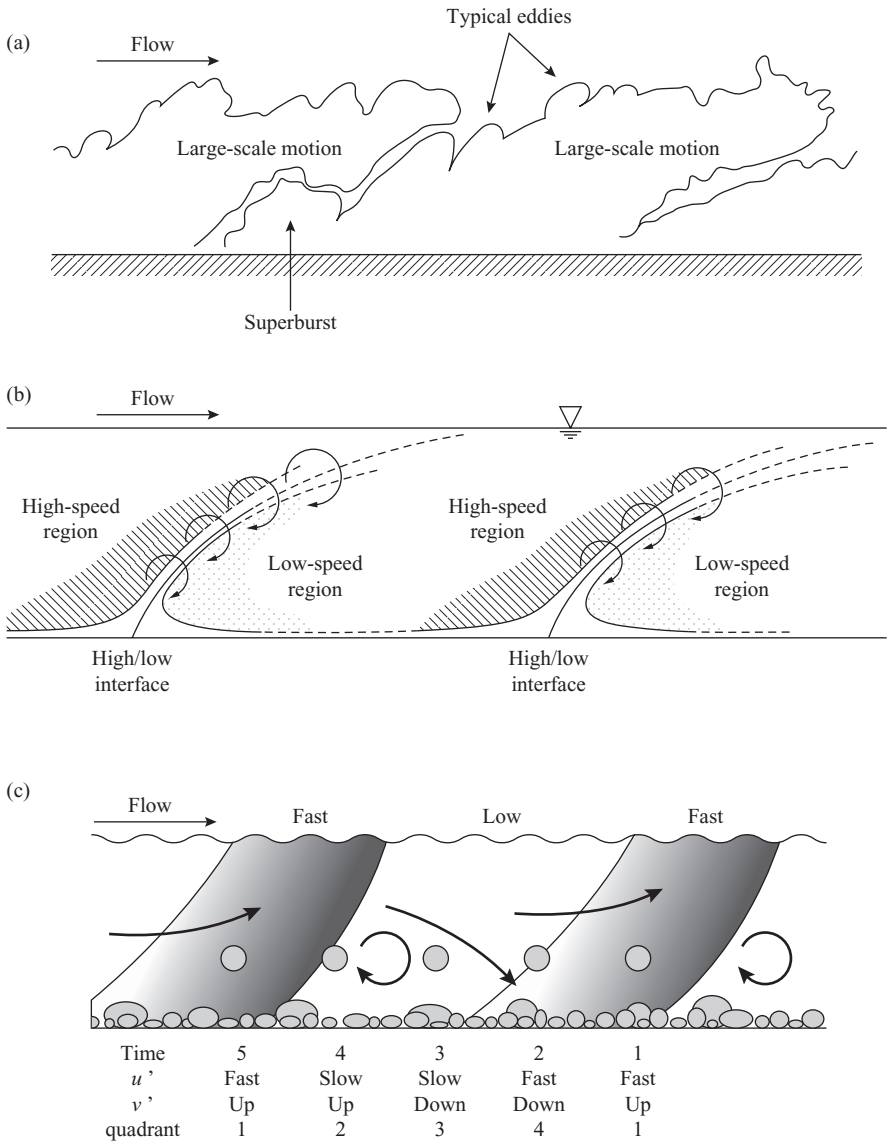 (a)
Flow
Typical eddies
Large-scale motion
Large-scale motion
Superburst
(b)
Flow
High-speed
region
Low-speed
region
High-speed
region
Low-speed
region
High/low
interface
High/low
interface
(c)
Flow
Fast
Low
Fast
Time 5 4 3 2 1
u ’ Fast Slow Slow Fast Fast
v ’ Up Up Down Down Up
quadrant 1 2 3 4 1